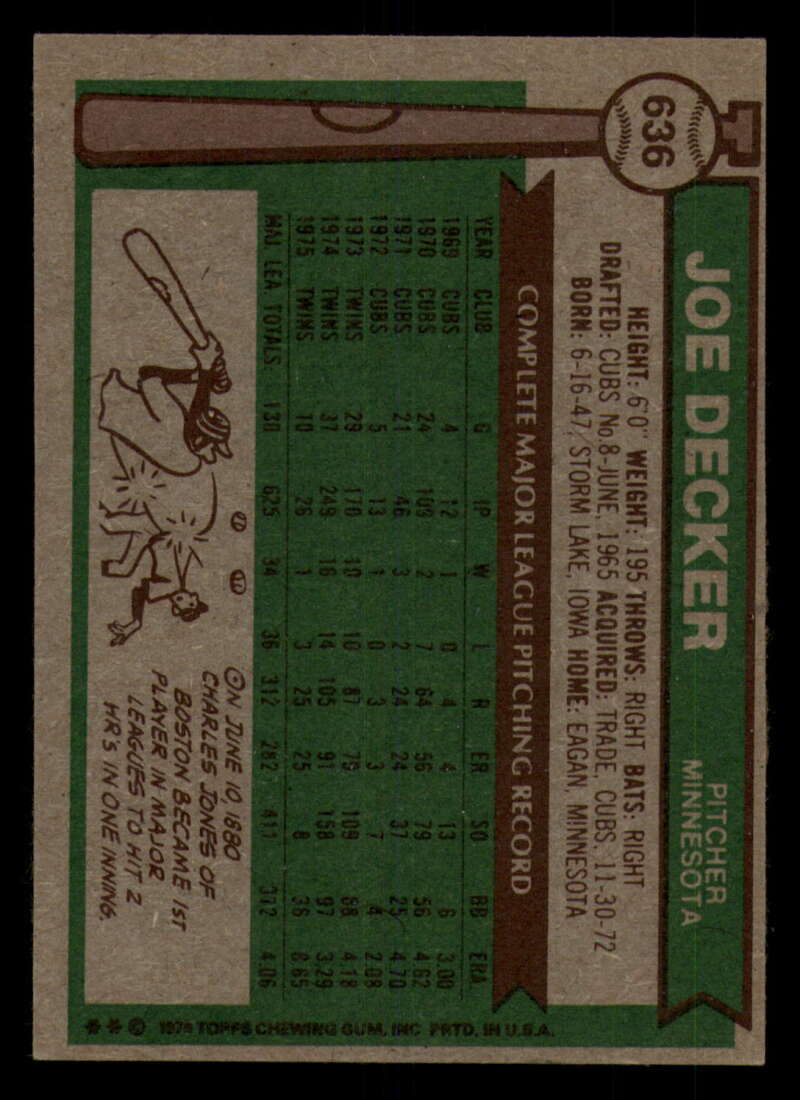 636
JOE DECKER
PITCHER
MINNESOTA
HEIGHT: 6'0" WEIGHT: 195 THROWS: RIGHT BATS: RIGHT
DRAFTED: CUBS No.8-JUNE, 1965 ACQUIRED: TRADE, CUBS, 11-30-72
BORN: 6-16-47, STORM LAKE, IOWA HOME: EAGAN, MINNESOTA
COMPLETE MAJOR LEAGUE PITCHING RECORD
YEAR CLUB G IP W L R ER SO BB ERA
1969 CUBS 4 12 1 0 4 4 13 6 3.00
1970 CUBS 24 109 2 7 64 56 79 56 4.62
1971 CUBS 21 46 3 2 24 24 37 25 4.70
1972 CUBS 5 13 1 0 3 3 7 4 2.08
1973 TWINS 29 170 10 10 87 79 109 88 4.18
1974 TWINS 37 249 16 14 105 91 158 97 3.29
1975 TWINS 10 26 1 3 25 25 8 36 8.65
MAJ. LEA. TOTALS 130 625 34 36 312 282 411 312 4.06
ON JUNE 10, 1880
CHARLES JONES OF
BOSTON BECAME 1ST
PLAYER IN MAJOR
LEAGUES TO HIT 2
HR'S IN ONE INNING.
** © 1976 TOPPS CHEWING GUM, INC. PRTD. IN U.S.A.